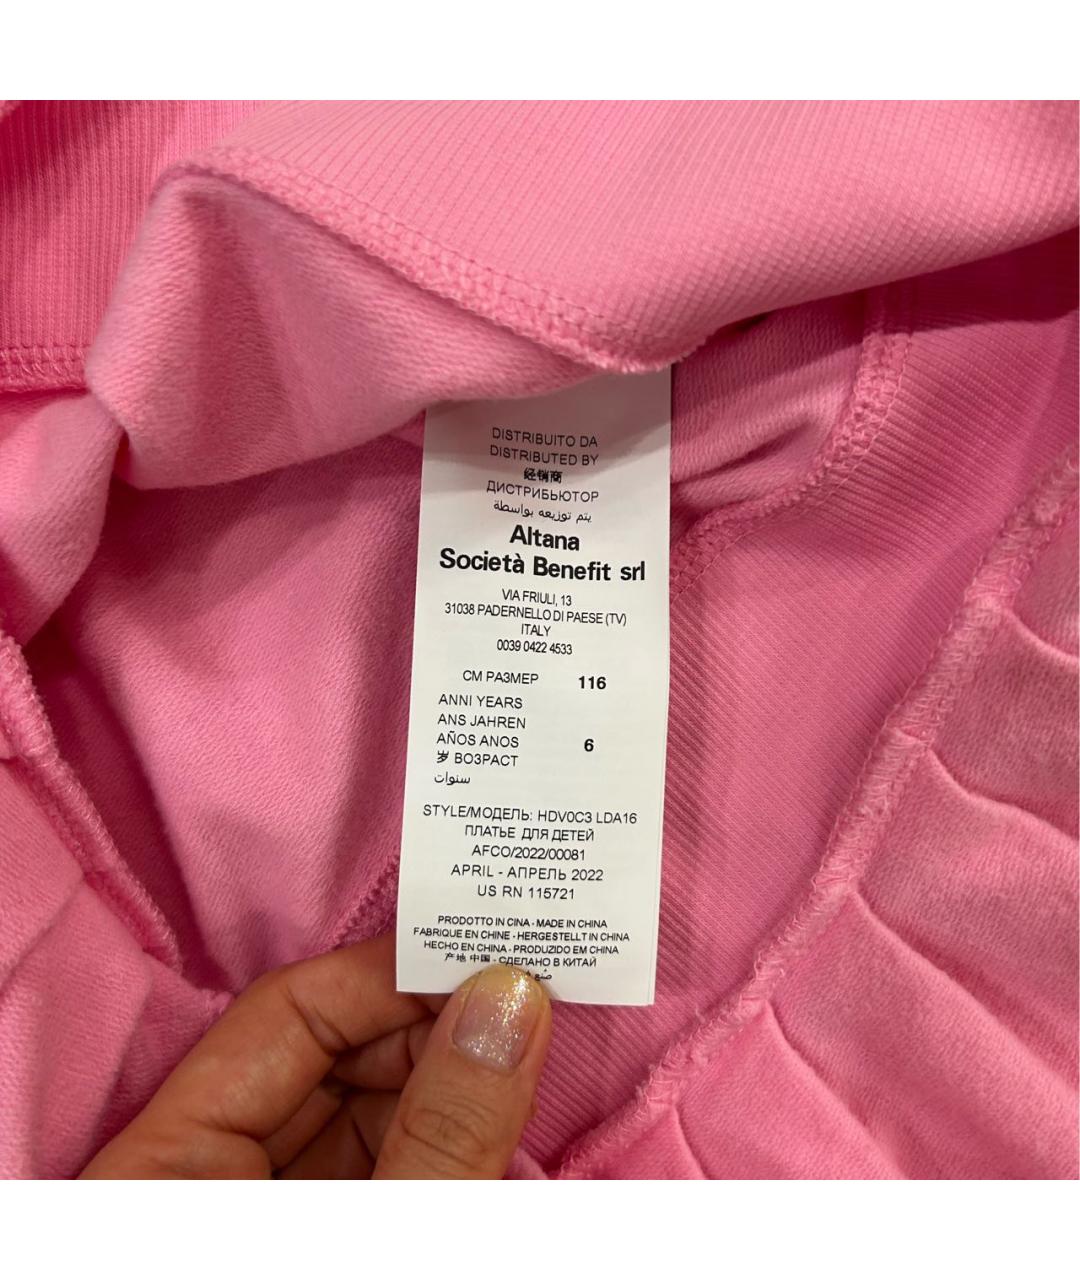 DISTRIBUITO DA
DISTRIBUTED BY
经销商
ДИСТРИБЬЮТОР
يتم توزيعه بواسطة
Altana
Società Benefit srl
VIA FRIULI, 13
31038 PADERNELLO DI PAESE (TV)
ITALY
0039 0422 4533
СМ РАЗМЕР 116
ANNI YEARS
ANS JAHREN
AÑOS ANOS 6
岁 ВОЗРАСТ
سنوات
STYLE/МОДЕЛЬ: HDV0C3 LDA16
ПЛАТЬЕ ДЛЯ ДЕТЕЙ
AFCO/2022/00081
APRIL - АПРЕЛЬ 2022
US RN 115721
PRODOTTO IN CINA - MADE IN CHINA
FABRIQUE EN CHINE - HERGESTELLT IN CHINA
HECHO EN CHINA - PRODUZIDO EM CHINA
产地 中国 - СДЕЛАНО В КИТАЙ
صنع